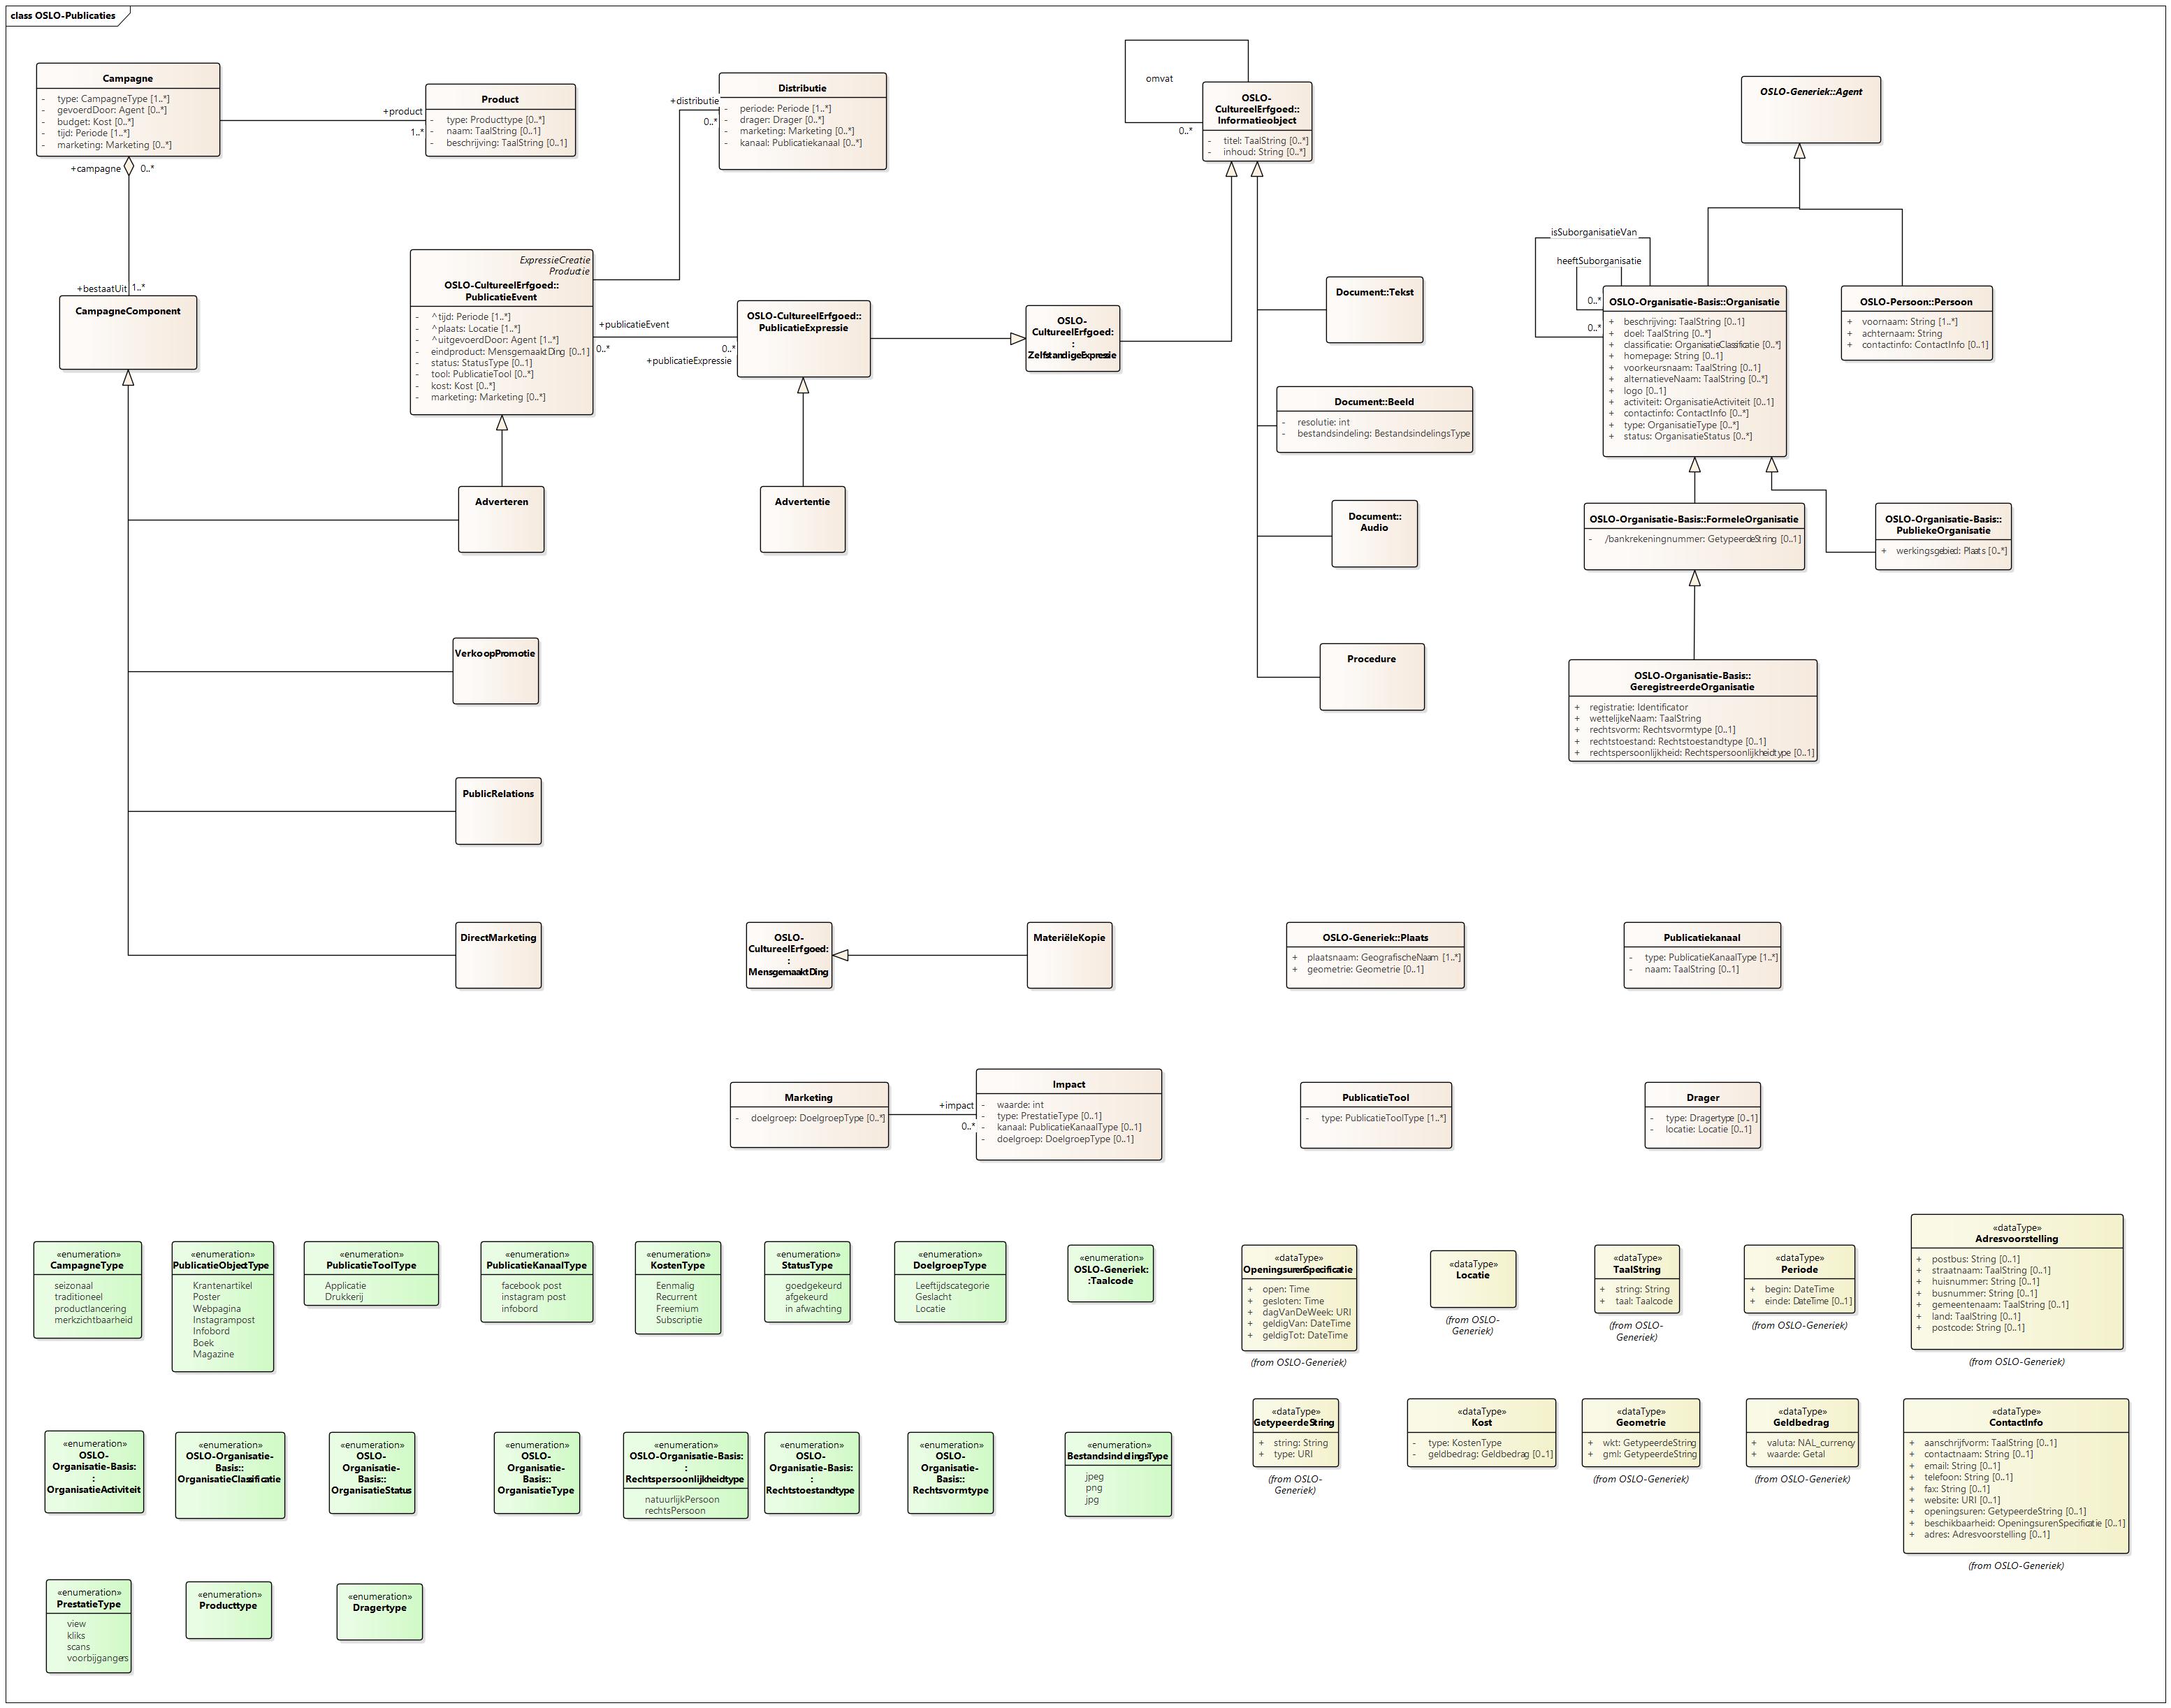 class OSLO-Publicaties
Campagne
- type: CampagneType [1..*]
- gevoerdDoor: Agent [0..*]
- budget: Kost [0..*]
- tijd: Periode [1..*]
- marketing: Marketing [0..*]
+campagne 0..*
+bestaatUit 1..*
CampagneComponent
+product
1..*
Product
- type: Producttype [0..*]
- naam: TaalString [0..1]
- beschrijving: TaalString [0..1]
+distributie
0..*
Distributie
- periode: Periode [1..*]
- drager: Drager [0..*]
- marketing: Marketing [0..*]
- kanaal: Publicatiekanaal [0..*]
ExpressieCreatie
Productie
OSLO-CultureelErfgoed::
PublicatieEvent
- ^tijd: Periode [1..*]
- ^plaats: Locatie [1..*]
- ^uitgevoerdDoor: Agent [1..*]
- eindproduct: MensgemaaktDing [0..1]
- status: StatusType [0..1]
- tool: PublicatieTool [0..*]
- kost: Kost [0..*]
- marketing: Marketing [0..*]
+publicatieEvent
0..*
0..*
+publicatieExpressie
OSLO-CultureelErfgoed::
PublicatieExpressie
OSLO-
CultureelErfgoed:
:
ZelfstandigeExpressie
omvat
0..*
OSLO-
CultureelErfgoed::
Informatieobject
- titel: TaalString [0..*]
- inhoud: String [0..*]
Document::Tekst
Document::Beeld
- resolutie: int
- bestandsindeling: BestandsindelingsType
Document::
Audio
Procedure
OSLO-Generiek::Agent
isSuborganisatieVan
heeftSuborganisatie
0..*
0..*
OSLO-Organisatie-Basis::Organisatie
+ beschrijving: TaalString [0..1]
+ doel: TaalString [0..*]
+ classificatie: OrganisatieClassificatie [0..*]
+ homepage: String [0..1]
+ voorkeursnaam: TaalString [0..1]
+ alternatieveNaam: TaalString [0..*]
+ logo [0..1]
+ activiteit: OrganisatieActiviteit [0..1]
+ contactinfo: ContactInfo [0..*]
+ type: OrganisatieType [0..*]
+ status: OrganisatieStatus [0..*]
OSLO-Persoon::Persoon
+ voornaam: String [1..*]
+ achternaam: String
+ contactinfo: ContactInfo [0..1]
OSLO-Organisatie-Basis::FormeleOrganisatie
- /bankrekeningnummer: GetypeerdeString [0..1]
OSLO-Organisatie-Basis::
PubliekeOrganisatie
+ werkingsgebied: Plaats [0..*]
OSLO-Organisatie-Basis::
GeregistreerdeOrganisatie
+ registratie: Identificator
+ wettelijkeNaam: TaalString
+ rechtsvorm: Rechtsvormtype [0..1]
+ rechtstoestand: Rechtstoestandtype [0..1]
+ rechtspersoonlijkheid: Rechtspersoonlijkheidtype [0..1]
Adverteren
Advertentie
VerkoopPromotie
PublicRelations
DirectMarketing
OSLO-
CultureelErfgoed:
:
MensgemaaktDing
MateriëleKopie
OSLO-Generiek::Plaats
+ plaatsnaam: GeografischeNaam [1..*]
+ geometrie: Geometrie [0..1]
Publicatiekanaal
- type: PublicatieKanaalType [1..*]
- naam: TaalString [0..1]
Marketing
- doelgroep: DoelgroepType [0..*]
+impact
0..*
Impact
- waarde: int
- type: PrestatieType [0..1]
- kanaal: PublicatieKanaalType [0..1]
- doelgroep: DoelgroepType [0..1]
PublicatieTool
- type: PublicatieToolType [1..*]
Drager
- type: Dragertype [0..1]
- locatie: Locatie [0..1]
«enumeration»
CampagneType
seizonaal
traditioneel
productlancering
merkzichtbaarheid
«enumeration»
PublicatieObjectType
Krantenartikel
Poster
Webpagina
Instagrampost
Infobord
Boek
Magazine
«enumeration»
PublicatieToolType
Applicatie
Drukkerij
«enumeration»
PublicatieKanaalType
facebook post
instagram post
infobord
«enumeration»
KostenType
Eenmalig
Recurrent
Freemium
Subscriptie
«enumeration»
StatusType
goedgekeurd
afgekeurd
in afwachting
«enumeration»
DoelgroepType
Leeftijdscategorie
Geslacht
Locatie
«enumeration»
OSLO-Generiek:
:Taalcode
«dataType»
OpeningsurenSpecificatie
+ open: Time
+ gesloten: Time
+ dagVanDeWeek: URI
+ geldigVan: DateTime
+ geldigTot: DateTime
(from OSLO-Generiek)
«dataType»
Locatie
(from OSLO-
Generiek)
«dataType»
TaalString
+ string: String
+ taal: Taalcode
(from OSLO-
Generiek)
«dataType»
Periode
+ begin: DateTime
+ einde: DateTime [0..1]
(from OSLO-Generiek)
«dataType»
Adresvoorstelling
+ postbus: String [0..1]
+ straatnaam: TaalString [0..1]
+ huisnummer: String [0..1]
+ busnummer: String [0..1]
+ gemeentenaam: TaalString [0..1]
+ land: TaalString [0..1]
+ postcode: String [0..1]
(from OSLO-Generiek)
«enumeration»
OSLO-
Organisatie-Basis:
:
OrganisatieActiviteit
«enumeration»
OSLO-Organisatie-
Basis::
OrganisatieClassificatie
«enumeration»
OSLO-
Organisatie-
Basis::
OrganisatieStatus
«enumeration»
OSLO-
Organisatie-
Basis::
OrganisatieType
«enumeration»
OSLO-Organisatie-Basis:
:
Rechtspersoonlijkheidtype
natuurlijkPersoon
rechtsPersoon
«enumeration»
OSLO-
Organisatie-Basis:
:
Rechtstoestandtype
«enumeration»
OSLO-
Organisatie-
Basis::
Rechtsvormtype
«enumeration»
BestandsindelingsType
jpeg
png
jpg
«dataType»
GetypeerdeString
+ string: String
+ type: URI
(from OSLO-
Generiek)
«dataType»
Kost
- type: KostenType
- geldbedrag: Geldbedrag [0..1]
«dataType»
Geometrie
+ wkt: GetypeerdeString
+ gml: GetypeerdeString
(from OSLO-Generiek)
«dataType»
Geldbedrag
+ valuta: NAL_currency
+ waarde: Getal
(from OSLO-Generiek)
«dataType»
ContactInfo
+ aanschrijfvorm: TaalString [0..1]
+ contactnaam: String [0..1]
+ email: String [0..1]
+ telefoon: String [0..1]
+ fax: String [0..1]
+ website: URI [0..1]
+ openingsuren: GetypeerdeString [0..1]
+ beschikbaarheid: OpeningsurenSpecificatie [0..1]
+ adres: Adresvoorstelling [0..1]
(from OSLO-Generiek)
«enumeration»
PrestatieType
view
kliks
scans
voorbijgangers
«enumeration»
Producttype
«enumeration»
Dragertype